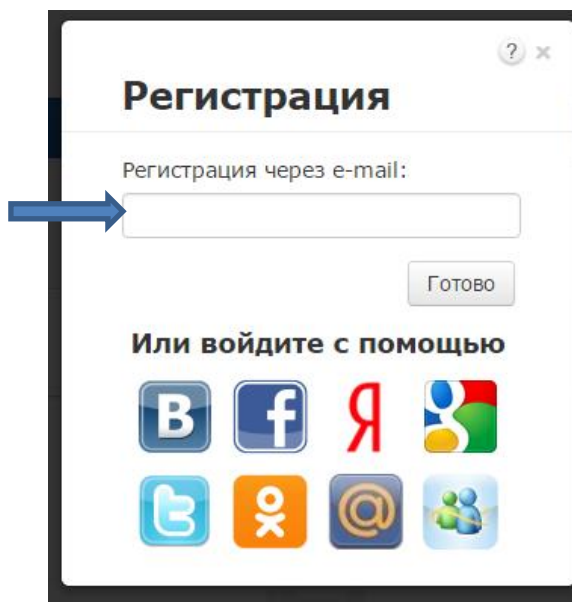 ?
Регистрация
Регистрация через e-mail:
Готово
Или войдите с помощью
В f Я g
t @